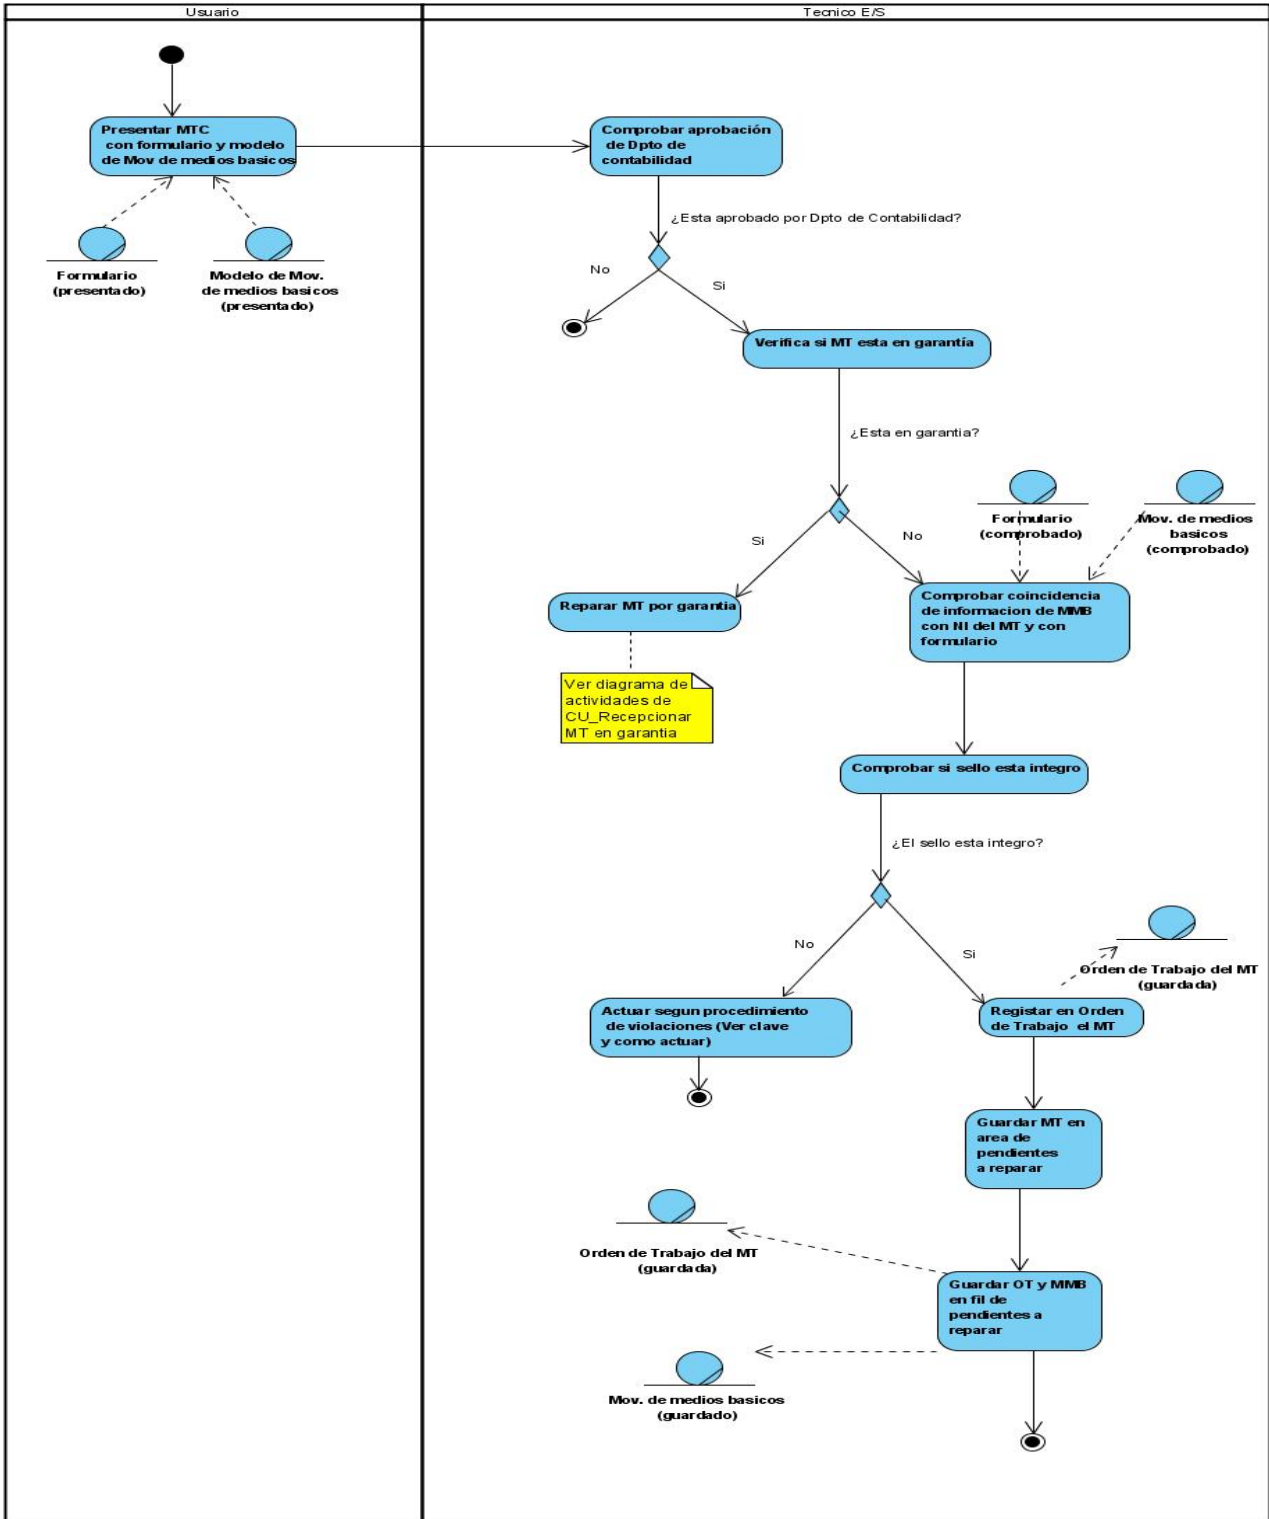 Usuario
Tecnico E/S
Presentar MTC
con formulario y modelo
de Mov de medios basicos
Comprobar aprobación
de Dpto de
contabilidad
¿Esta aprobado por Dpto de Contabilidad?
Formulario
(presentado)
Modelo de Mov.
de medios basicos
(presentado)
No
Si
Verifica si MT esta en garantía
¿Esta en garantia?
Formulario
(comprobado)
Mov. de medios
basicos
(comprobado)
Si
No
Reparar MT por garantia
Comprobar coincidencia
de informacion de MMB
con NI del MT y con
formulario
Ver diagrama de
actividades de
CU_Recepcionar
MT en garantia
Comprobar si sello esta integro
¿El sello esta integro?
No
Si
Orden de Trabajo del MT
(guardada)
Actuar segun procedimiento
de violaciones (Ver clave
y como actuar)
Registar en Orden
de Trabajo el MT
Guardar MT en
area de
pendientes
a reparar
Orden de Trabajo del MT
(guardada)
Guardar OT y MMB
en fil de
pendientes a
reparar
Mov. de medios basicos
(guardado)